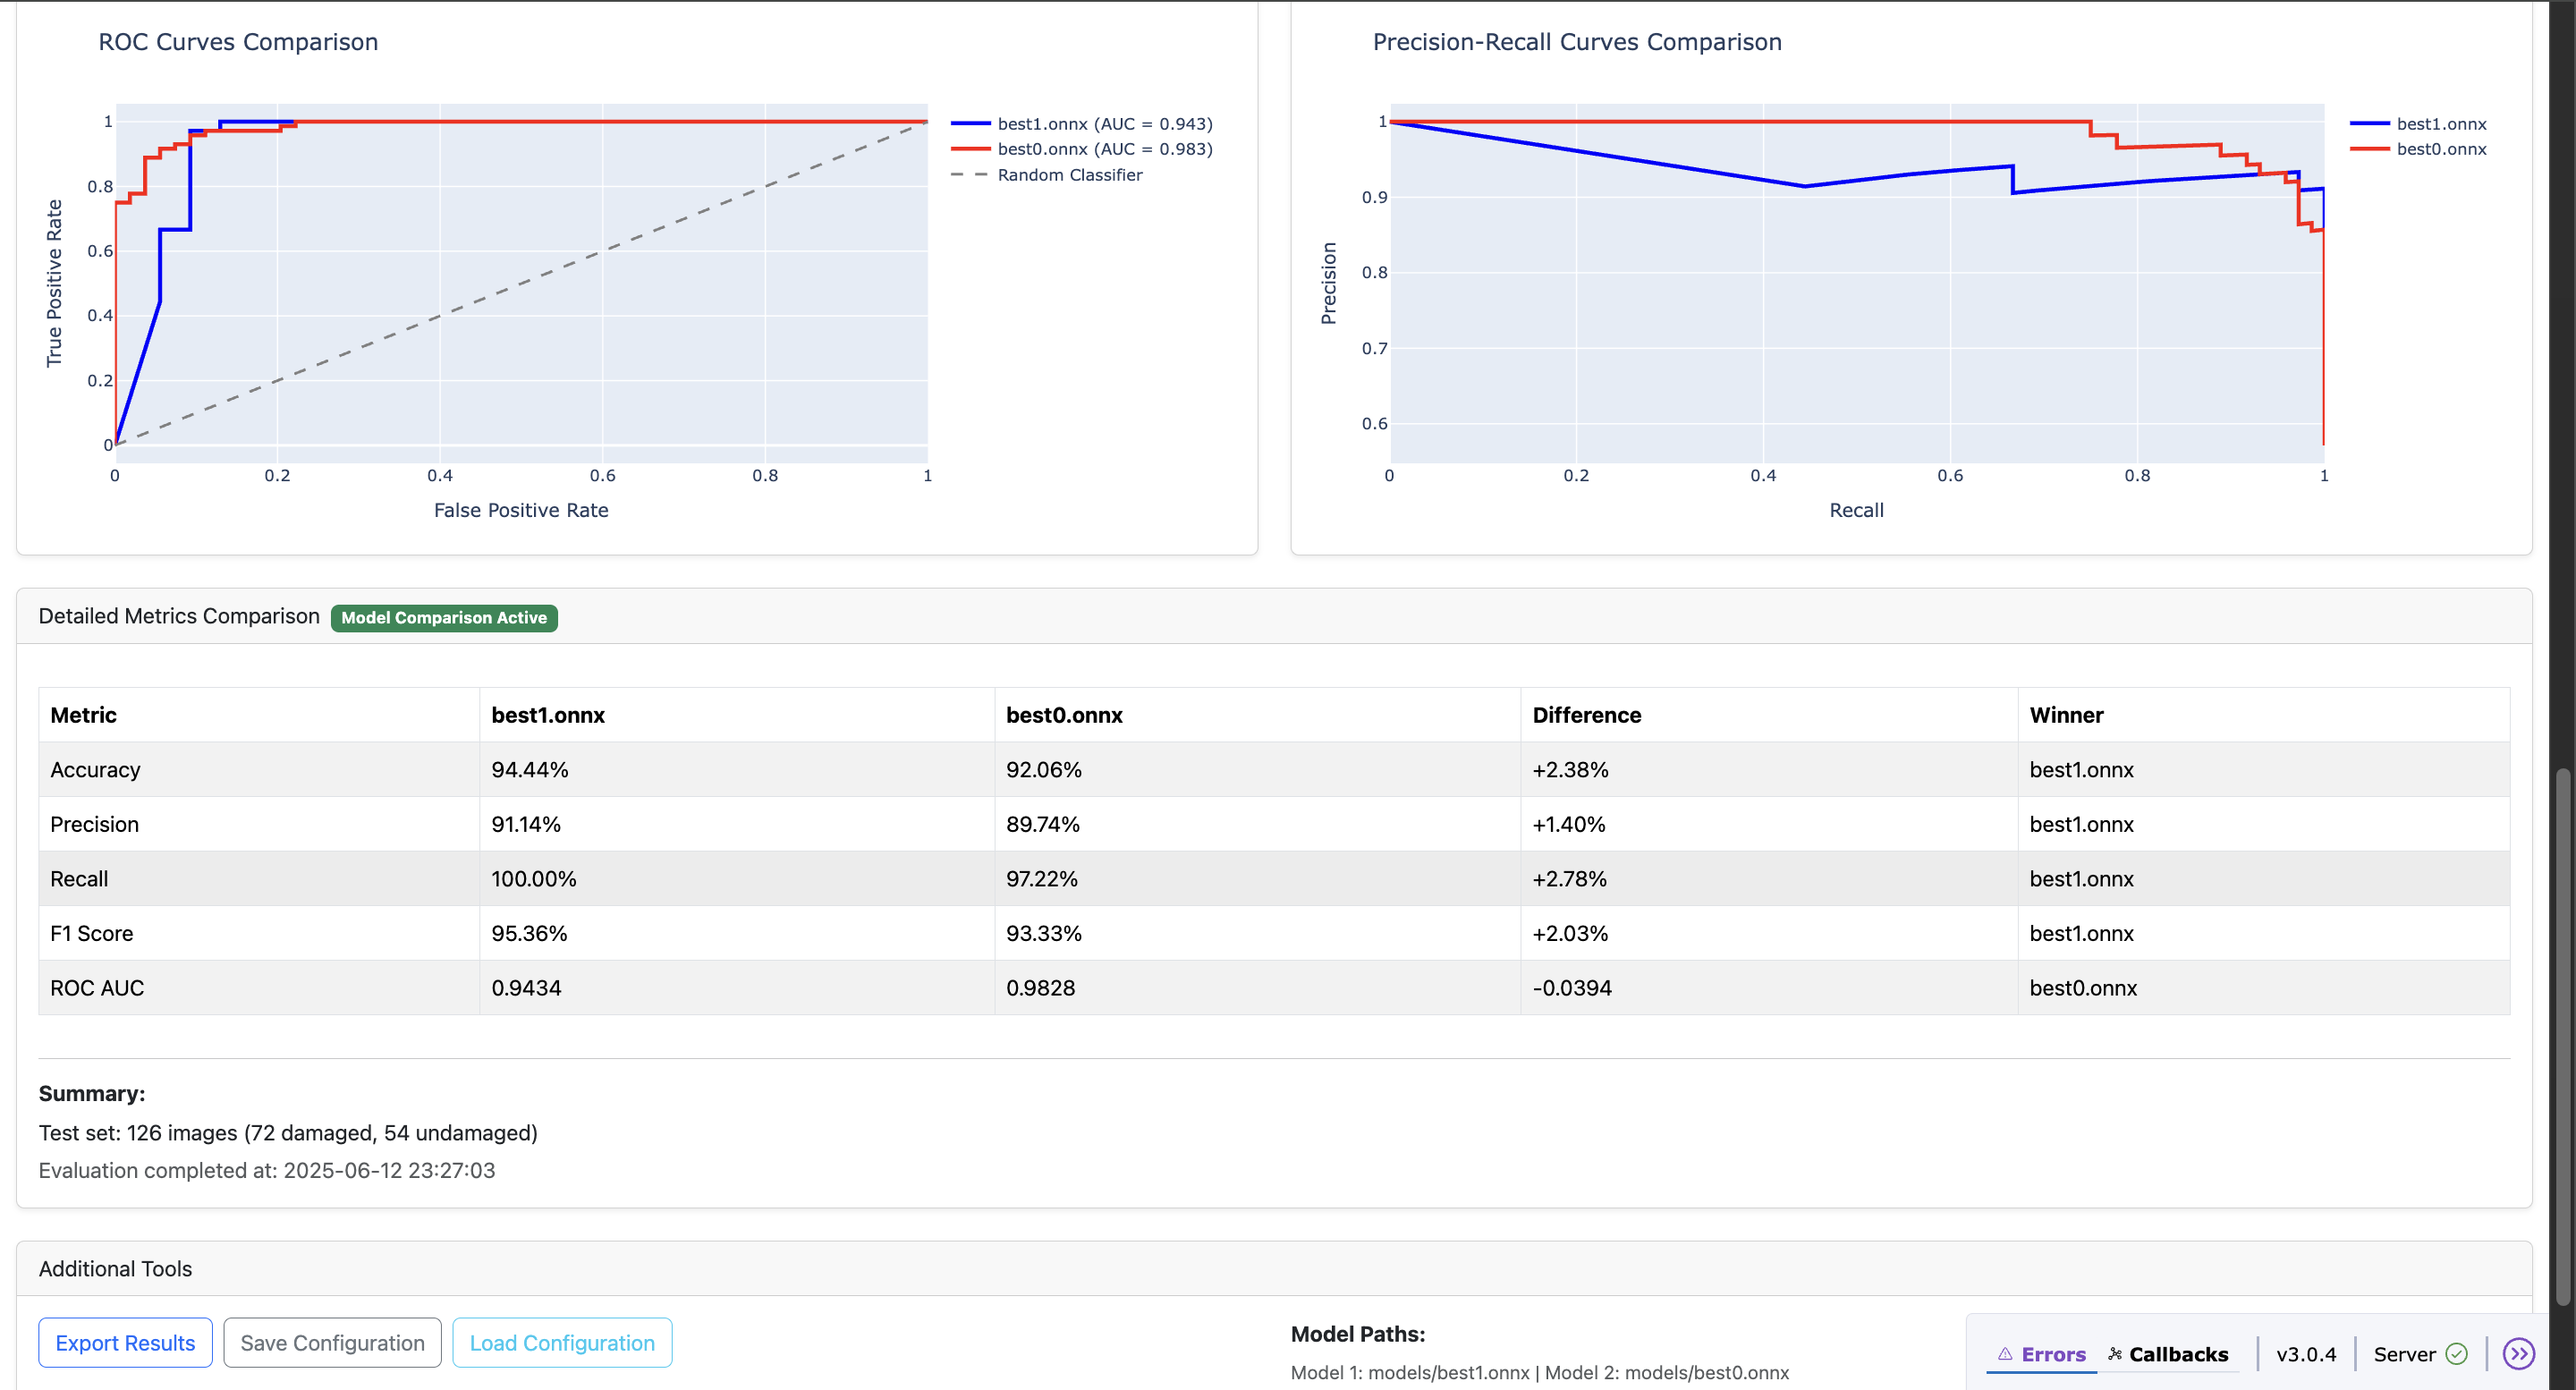 ROC Curves Comparison
1
0.8
0.6
0.4
0.2
0
0 0.2 0.4 0.6 0.8 1
True Positive Rate
False Positive Rate
best1.onnx (AUC = 0.943)
best0.onnx (AUC = 0.983)
Random Classifier
Precision-Recall Curves Comparison
1
0.9
0.8
0.7
0.6
0 0.2 0.4 0.6 0.8 1
Precision
Recall
best1.onnx
best0.onnx
Detailed Metrics Comparison Model Comparison Active
Metric best1.onnx best0.onnx Difference Winner
Accuracy 94.44% 92.06% +2.38% best1.onnx
Precision 91.14% 89.74% +1.40% best1.onnx
Recall 100.00% 97.22% +2.78% best1.onnx
F1 Score 95.36% 93.33% +2.03% best1.onnx
ROC AUC 0.9434 0.9828 -0.0394 best0.onnx
Summary:
Test set: 126 images (72 damaged, 54 undamaged)
Evaluation completed at: 2025-06-12 23:27:03
Additional Tools
Export Results Save Configuration Load Configuration
Model Paths:
Model 1: models/best1.onnx | Model 2: models/best0.onnx
Errors Callbacks v3.0.4 Server